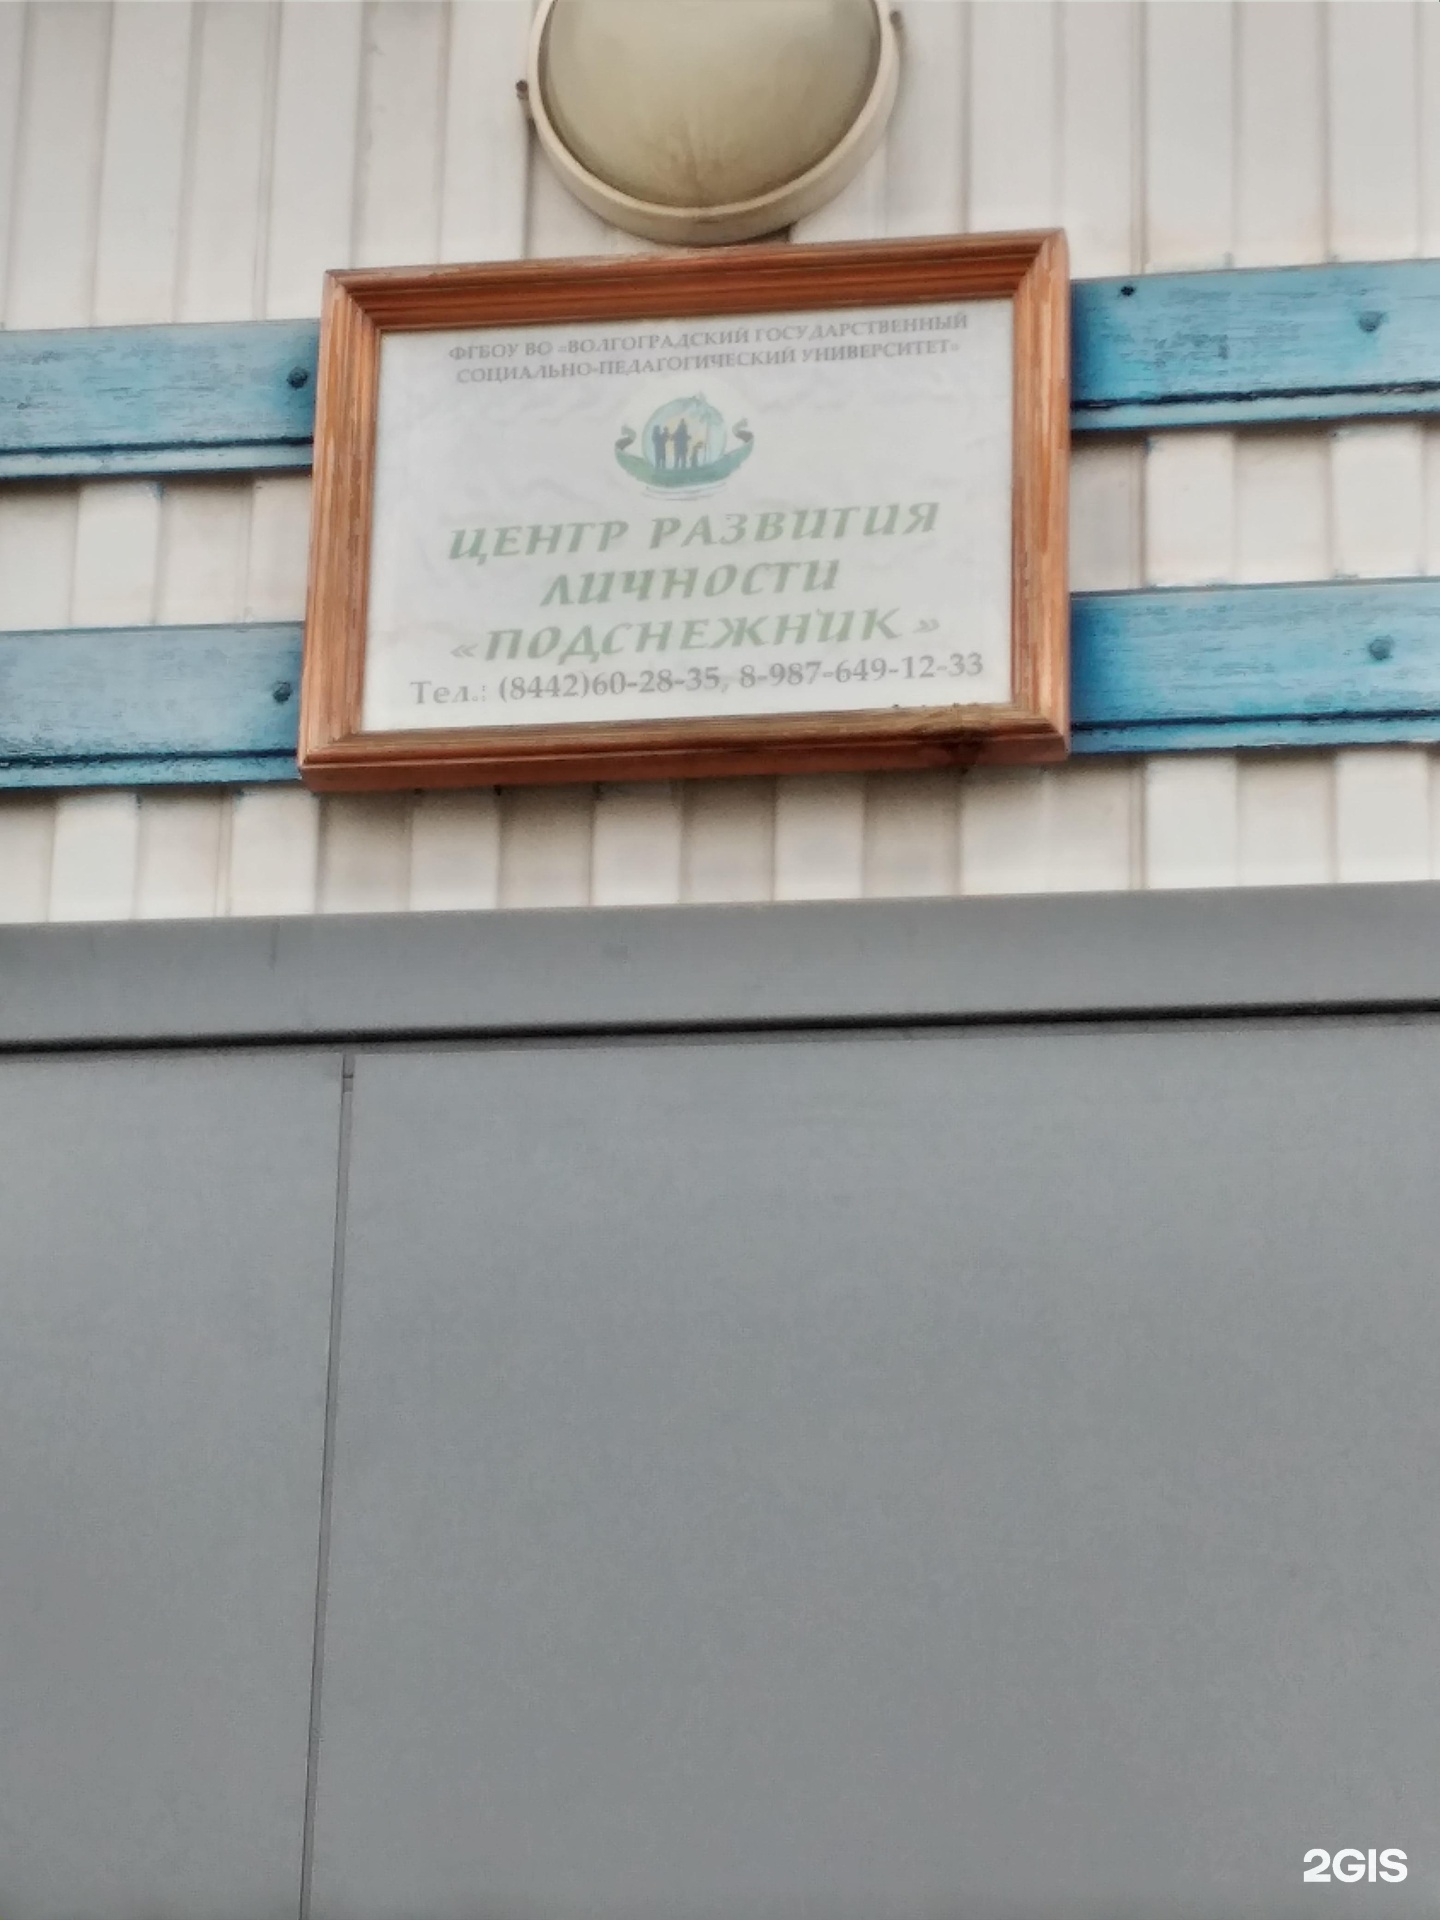 ФГБОУ ВО «ВОЛГОГРАДСКИЙ ГОСУДАРСТВЕННЫЙ
СОЦИАЛЬНО-ПЕДАГОГИЧЕСКИЙ УНИВЕРСИТЕТ»
ЦЕНТР РАЗВИТИЯ
ЛИЧНОСТИ
«ПОДСНЕЖНИК»
Тел.: (8442)60-28-35, 8-987-649-12-33
2GIS